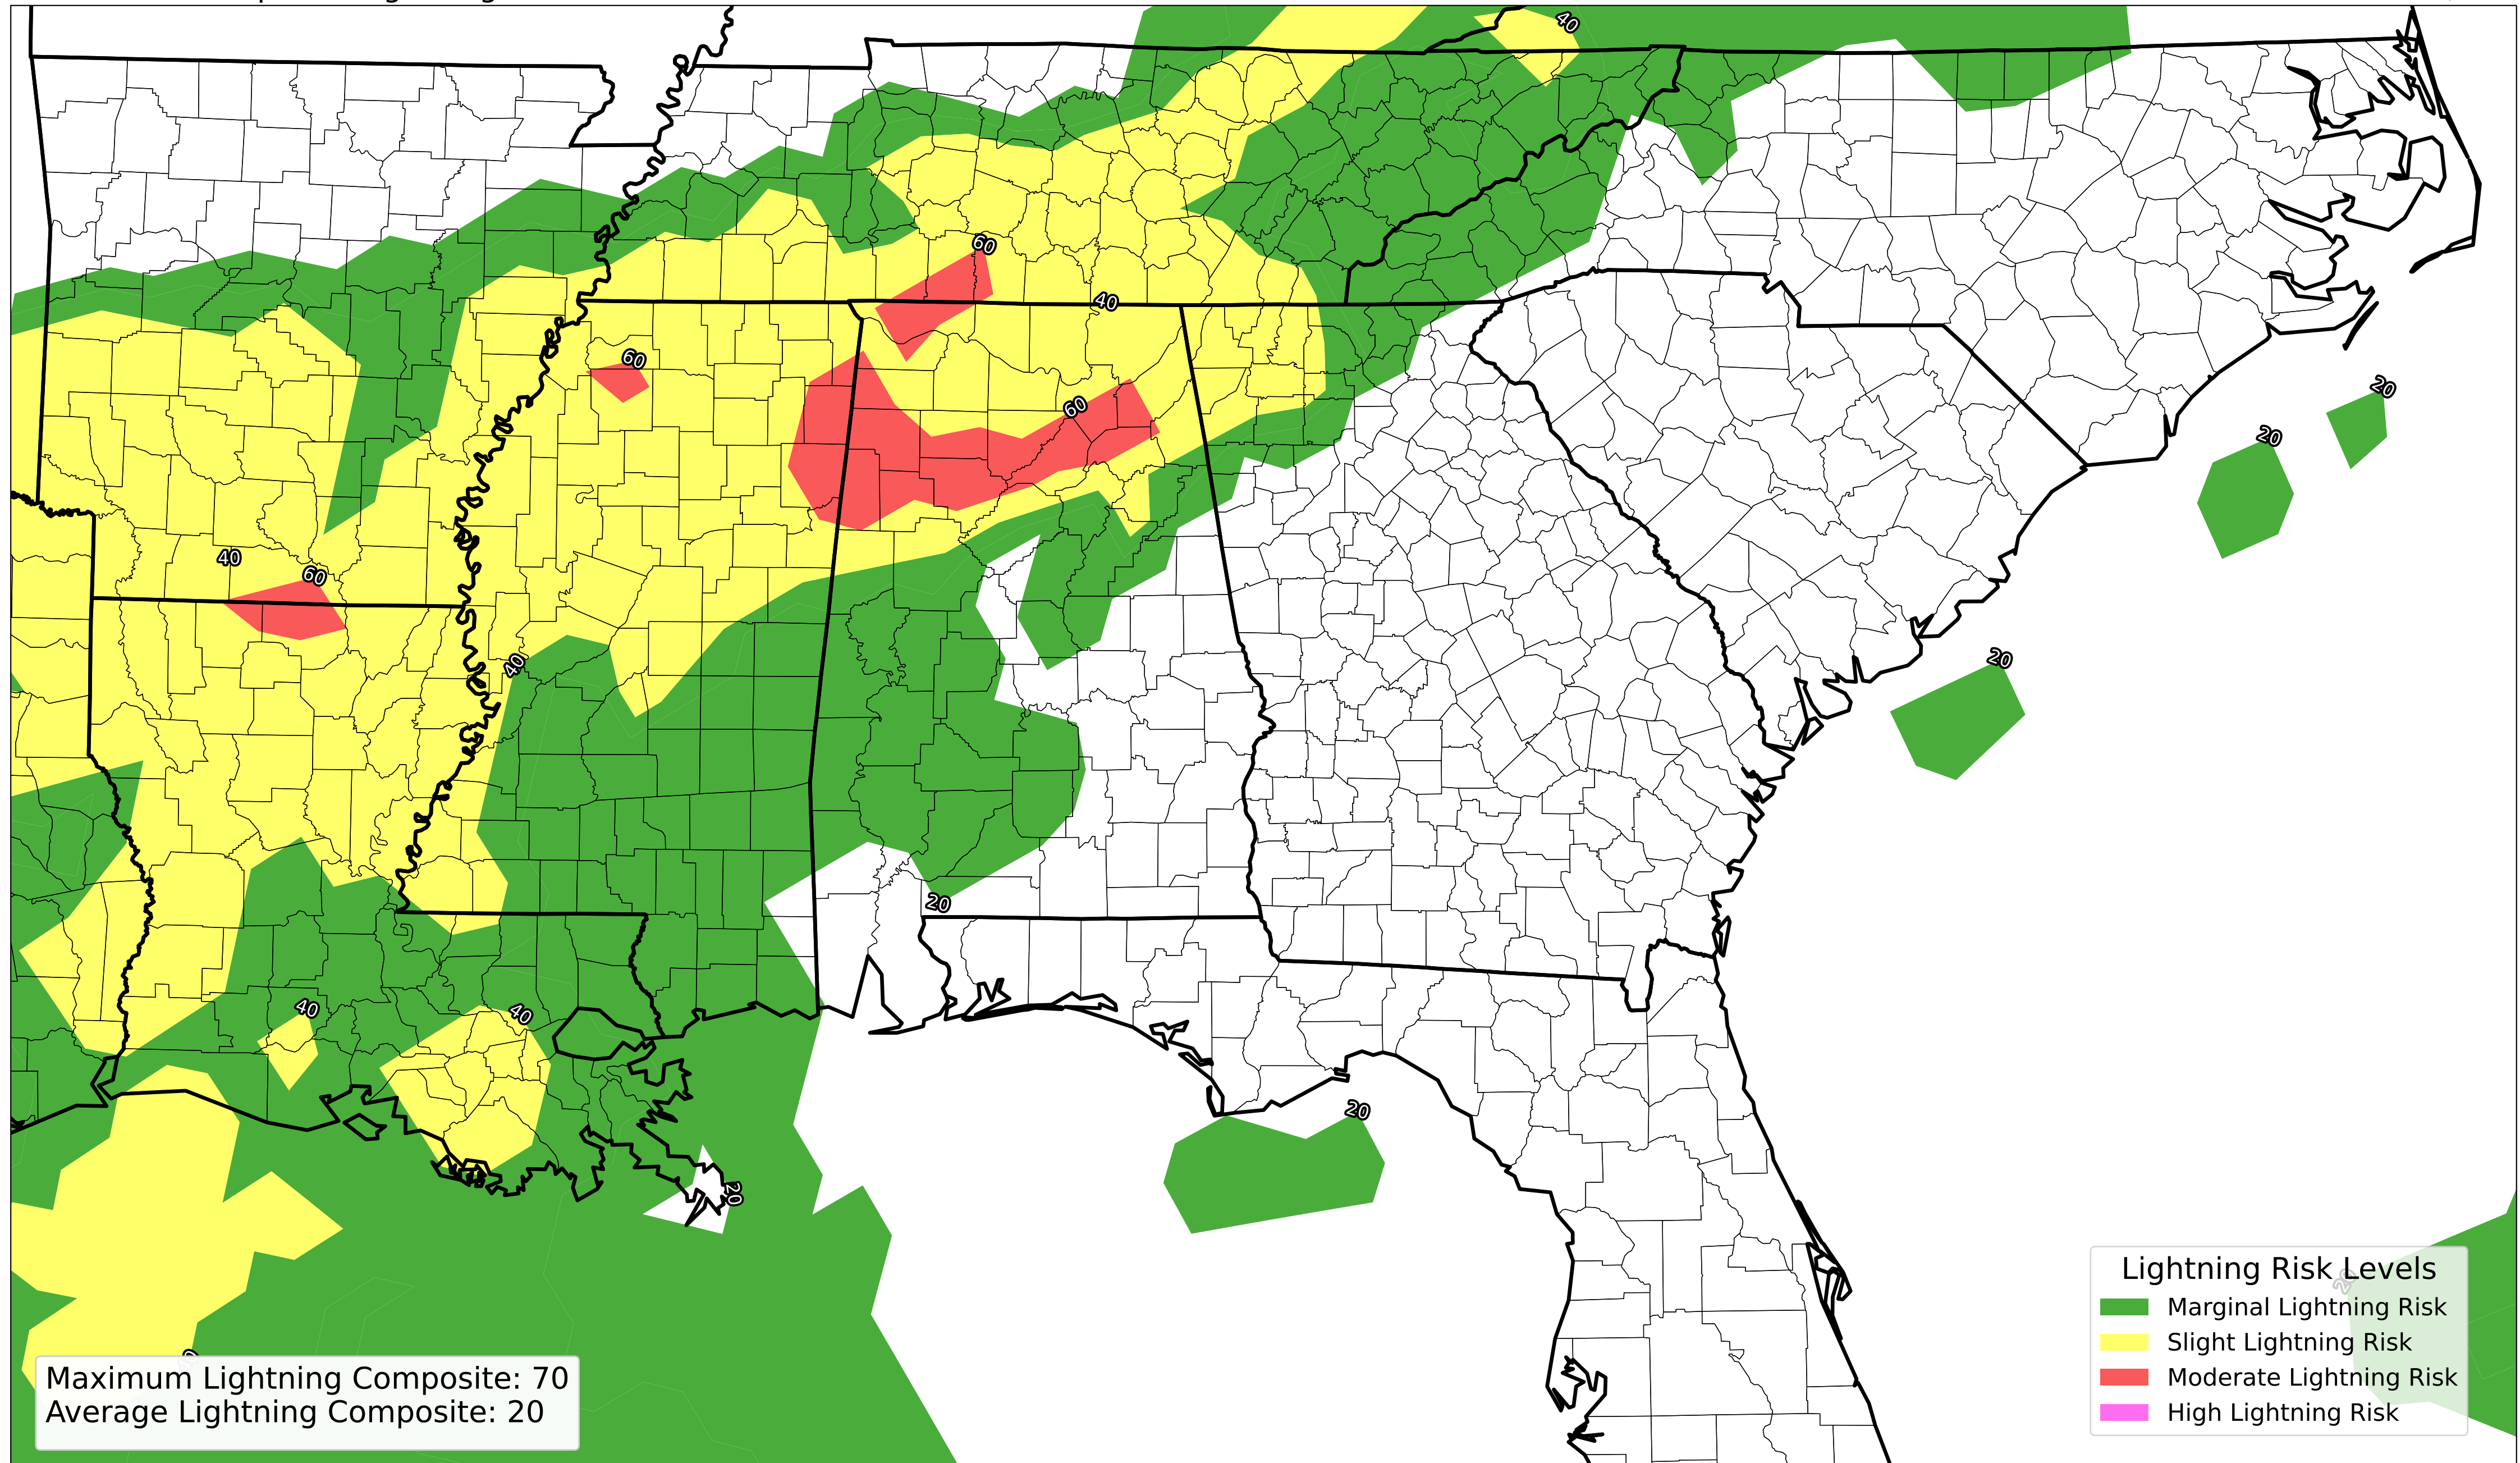 40
20
60
40
60
20
60
20
40
60
40
20
20
40
40
20
20
20
Lightning Risk Levels
Marginal Lightning Risk
Slight Lightning Risk
Moderate Lightning Risk
High Lightning Risk
Maximum Lightning Composite: 70
Average Lightning Composite: 20